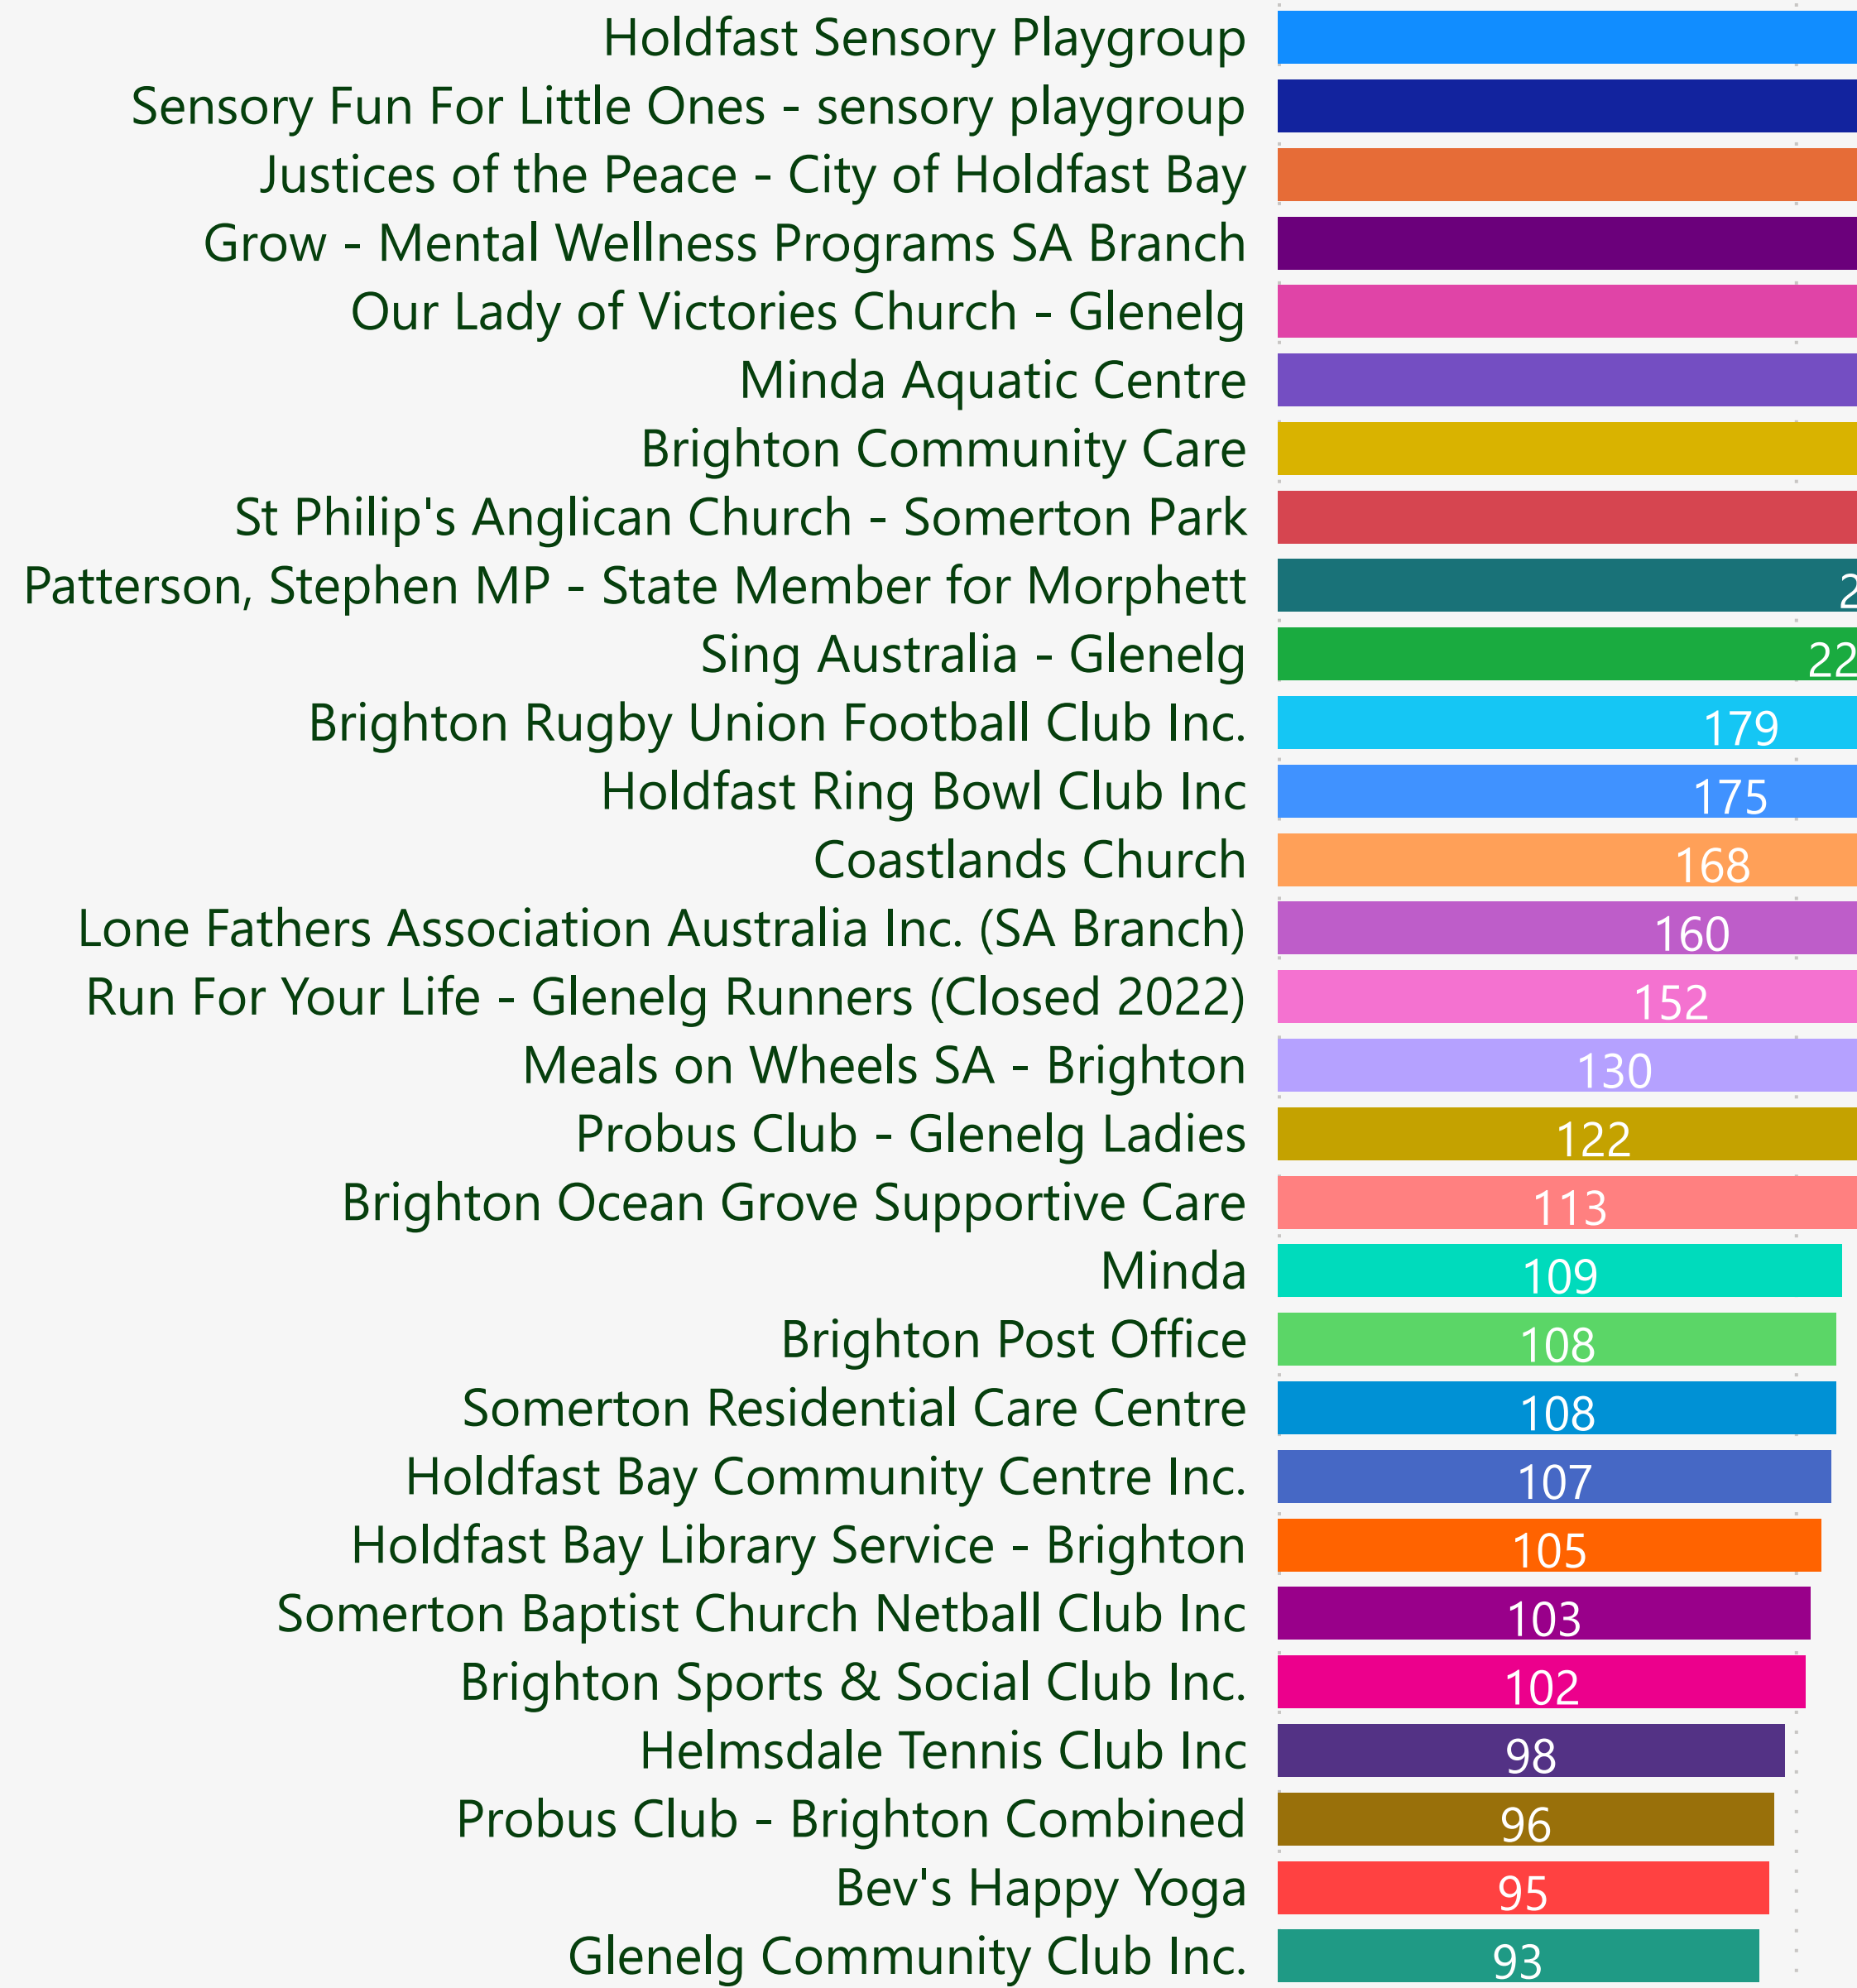 Holdfast Sensory Playgroup
Sensory Fun For Little Ones - sensory playgroup
Justices of the Peace - City of Holdfast Bay
Grow - Mental Wellness Programs SA Branch
Our Lady of Victories Church - Glenelg
Minda Aquatic Centre
Brighton Community Care
St Philip's Anglican Church - Somerton Park
Patterson, Stephen MP - State Member for Morphett
Sing Australia - Glenelg 22
Brighton Rugby Union Football Club Inc. 179
Holdfast Ring Bowl Club Inc 175
Coastlands Church 168
Lone Fathers Association Australia Inc. (SA Branch) 160
Run For Your Life - Glenelg Runners (Closed 2022) 152
Meals on Wheels SA - Brighton 130
Probus Club - Glenelg Ladies 122
Brighton Ocean Grove Supportive Care 113
Minda 109
Brighton Post Office 108
Somerton Residential Care Centre 108
Holdfast Bay Community Centre Inc. 107
Holdfast Bay Library Service - Brighton 105
Somerton Baptist Church Netball Club Inc 103
Brighton Sports & Social Club Inc. 102
Helmsdale Tennis Club Inc 98
Probus Club - Brighton Combined 96
Bev's Happy Yoga 95
Glenelg Community Club Inc. 93